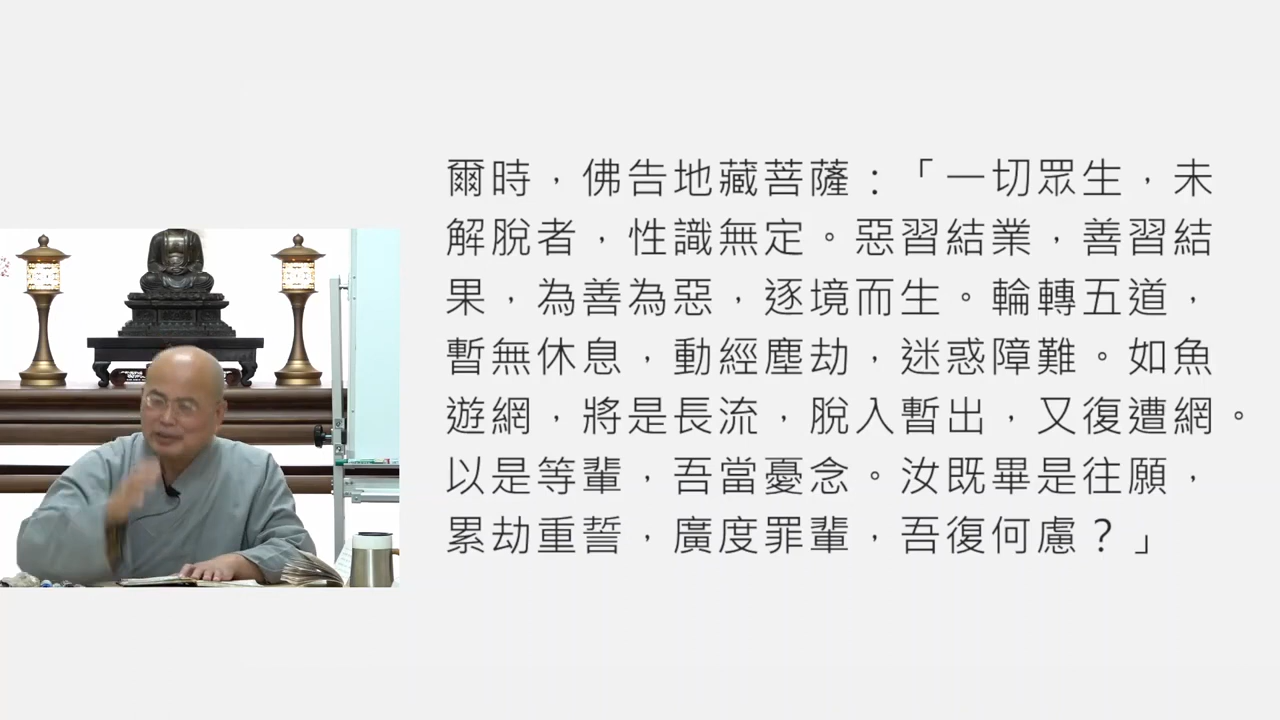 爾時，佛告地藏菩薩：「一切眾生，未
解脫者，性識無定。惡習結業，善習結
果，為善為惡，逐境而生。輪轉五道，
暫無休息，動經塵劫，迷惑障難。如魚
遊網，將是長流，脫入暫出，又復遭網。
以是等輩，吾當憂念。汝既畢是往願，
累劫重誓，廣度罪輩，吾復何慮？」